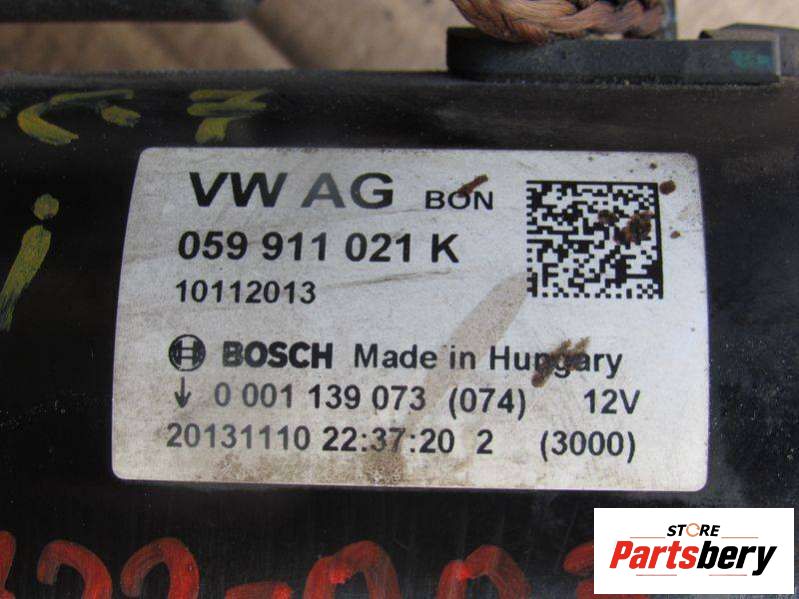 VW AG BON
059 911 021 K
10112013
BOSCH Made in Hungary
0 001 139 073 (074) 12V
20131110 22:37:20 2 (3000)
STORE
Partsbery